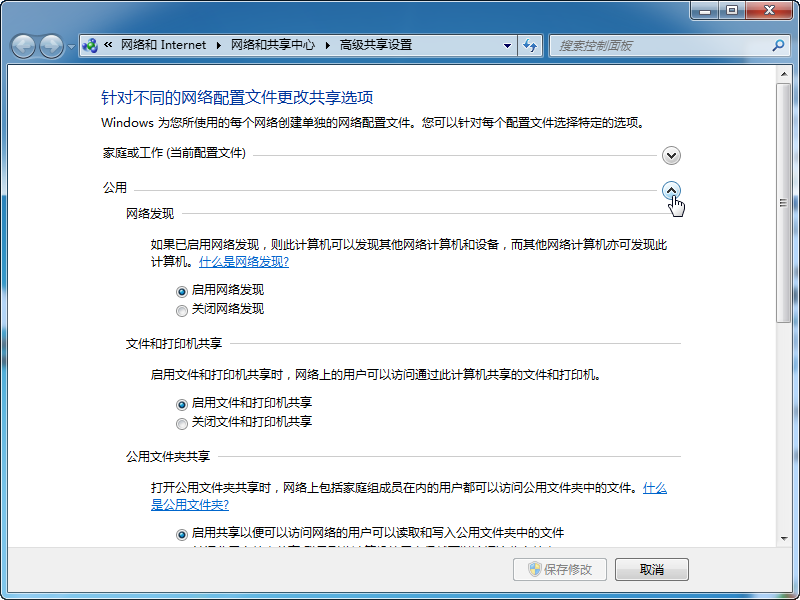 « 网络和 Internet ▸ 网络和共享中心 ▸ 高级共享设置
搜索控制面板
针对不同的网络配置文件更改共享选项
Windows 为您所使用的每个网络创建单独的网络配置文件。您可以针对每个配置文件选择特定的选项。
家庭或工作 (当前配置文件)
公用
网络发现
如果已启用网络发现，则此计算机可以发现其他网络计算机和设备，而其他网络计算机亦可发现此
计算机。什么是网络发现?
启用网络发现
关闭网络发现
文件和打印机共享
启用文件和打印机共享时，网络上的用户可以访问通过此计算机共享的文件和打印机。
启用文件和打印机共享
关闭文件和打印机共享
公用文件夹共享
打开公用文件夹共享时，网络上包括家庭组成员在内的用户都可以访问公用文件夹中的文件。什么
是公用文件夹?
启用共享以便可以访问网络的用户可以读取和写入公用文件夹中的文件
保存修改
取消